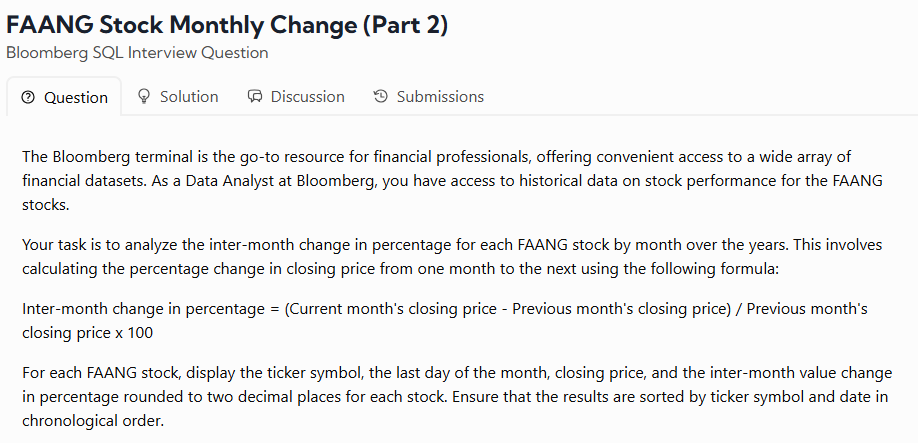 FAANG Stock Monthly Change (Part 2)
Bloomberg SQL Interview Question
Question Solution Discussion Submissions
The Bloomberg terminal is the go-to resource for financial professionals, offering convenient access to a wide array of
financial datasets. As a Data Analyst at Bloomberg, you have access to historical data on stock performance for the FAANG
stocks.
Your task is to analyze the inter-month change in percentage for each FAANG stock by month over the years. This involves
calculating the percentage change in closing price from one month to the next using the following formula:
Inter-month change in percentage = (Current month's closing price - Previous month's closing price) / Previous month's
closing price x 100
For each FAANG stock, display the ticker symbol, the last day of the month, closing price, and the inter-month value change
in percentage rounded to two decimal places for each stock. Ensure that the results are sorted by ticker symbol and date in
chronological order.